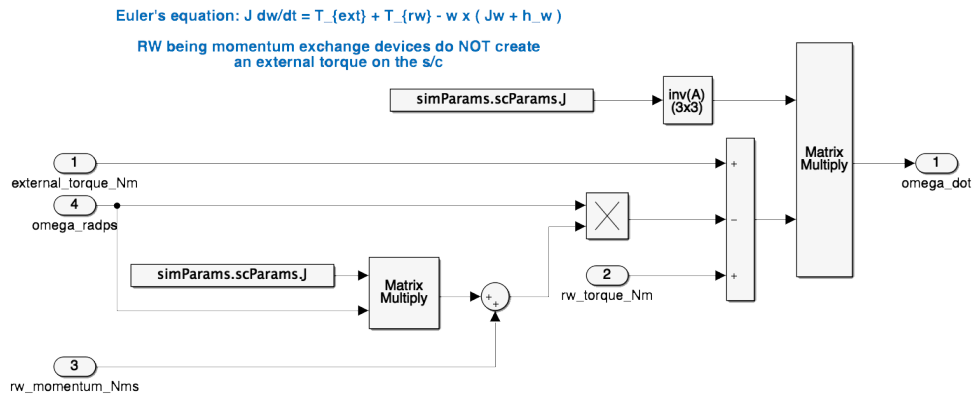 Euler's equation: J dw/dt = T_{ext} + T_{rw} - w x ( Jw + h_w )
RW being momentum exchange devices do NOT create
an external torque on the s/c
simParams.scParams.J
inv(A)
(3x3)
Matrix
Multiply
1
external_torque_Nm
+
1
omega_dot
4
omega_radps
−
simParams.scParams.J
Matrix
Multiply
+
+
2
rw_torque_Nm
+
3
rw_momentum_Nms